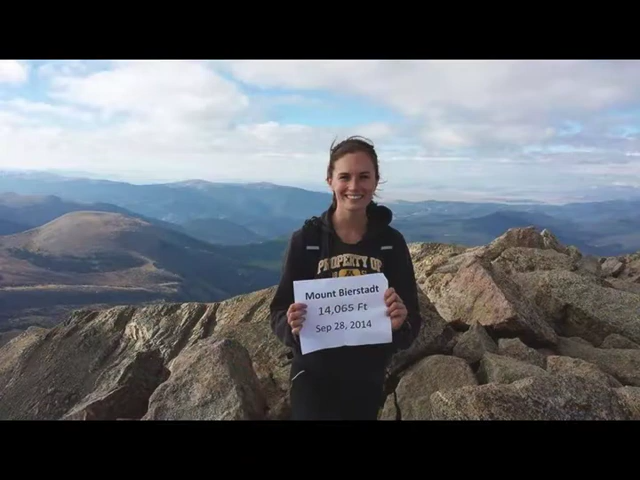 PROPERTY OF
Mount Bierstadt
14,065 Ft
Sep 28, 2014